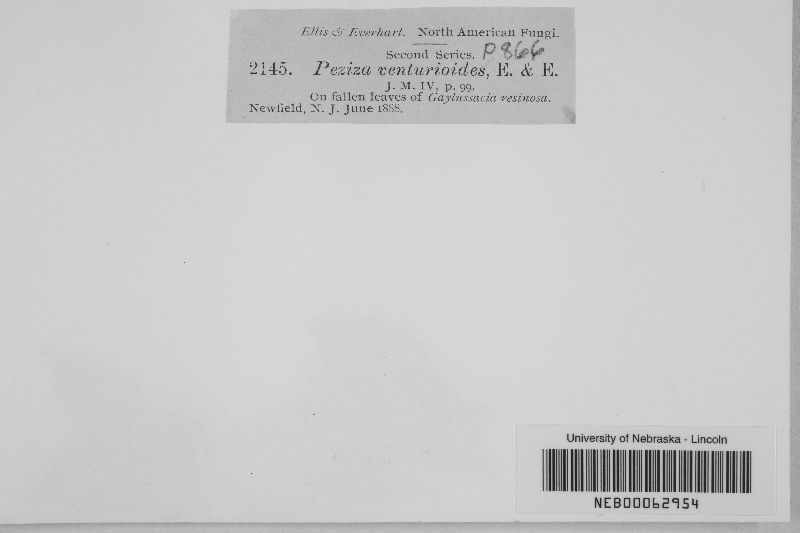 Ellis & Everhart. North American Fungi.
Second Series. P 866
2145. Peziza venturioides, E. & E.
J. M. IV, p. 99.
On fallen leaves of Gaylussacia resinosa.
Newfield, N. J. June 1888.
University of Nebraska - Lincoln
NEB00062954